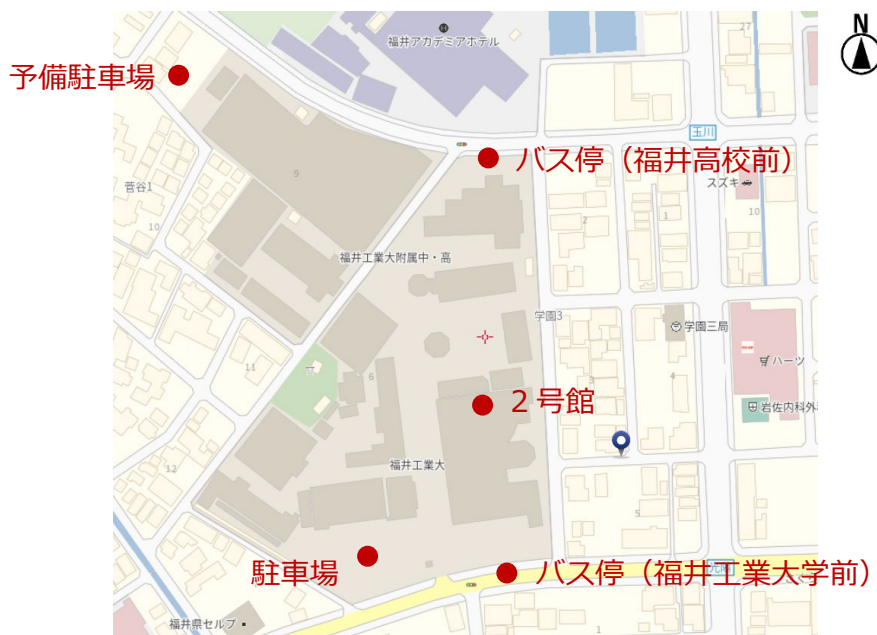 N
福井アカデミアホテル
27
予備駐車場
玉川
バス停（福井高校前）
スズキ
菅谷1
9
10
2
1
10
福井工業大附属中・高
学園3
学園三局
ハーツ
11
6
3
4
2号館
岩佐内科外科
12
福井工業大
5
駐車場
バス停（福井工業大学前）
福井県セルプ
1